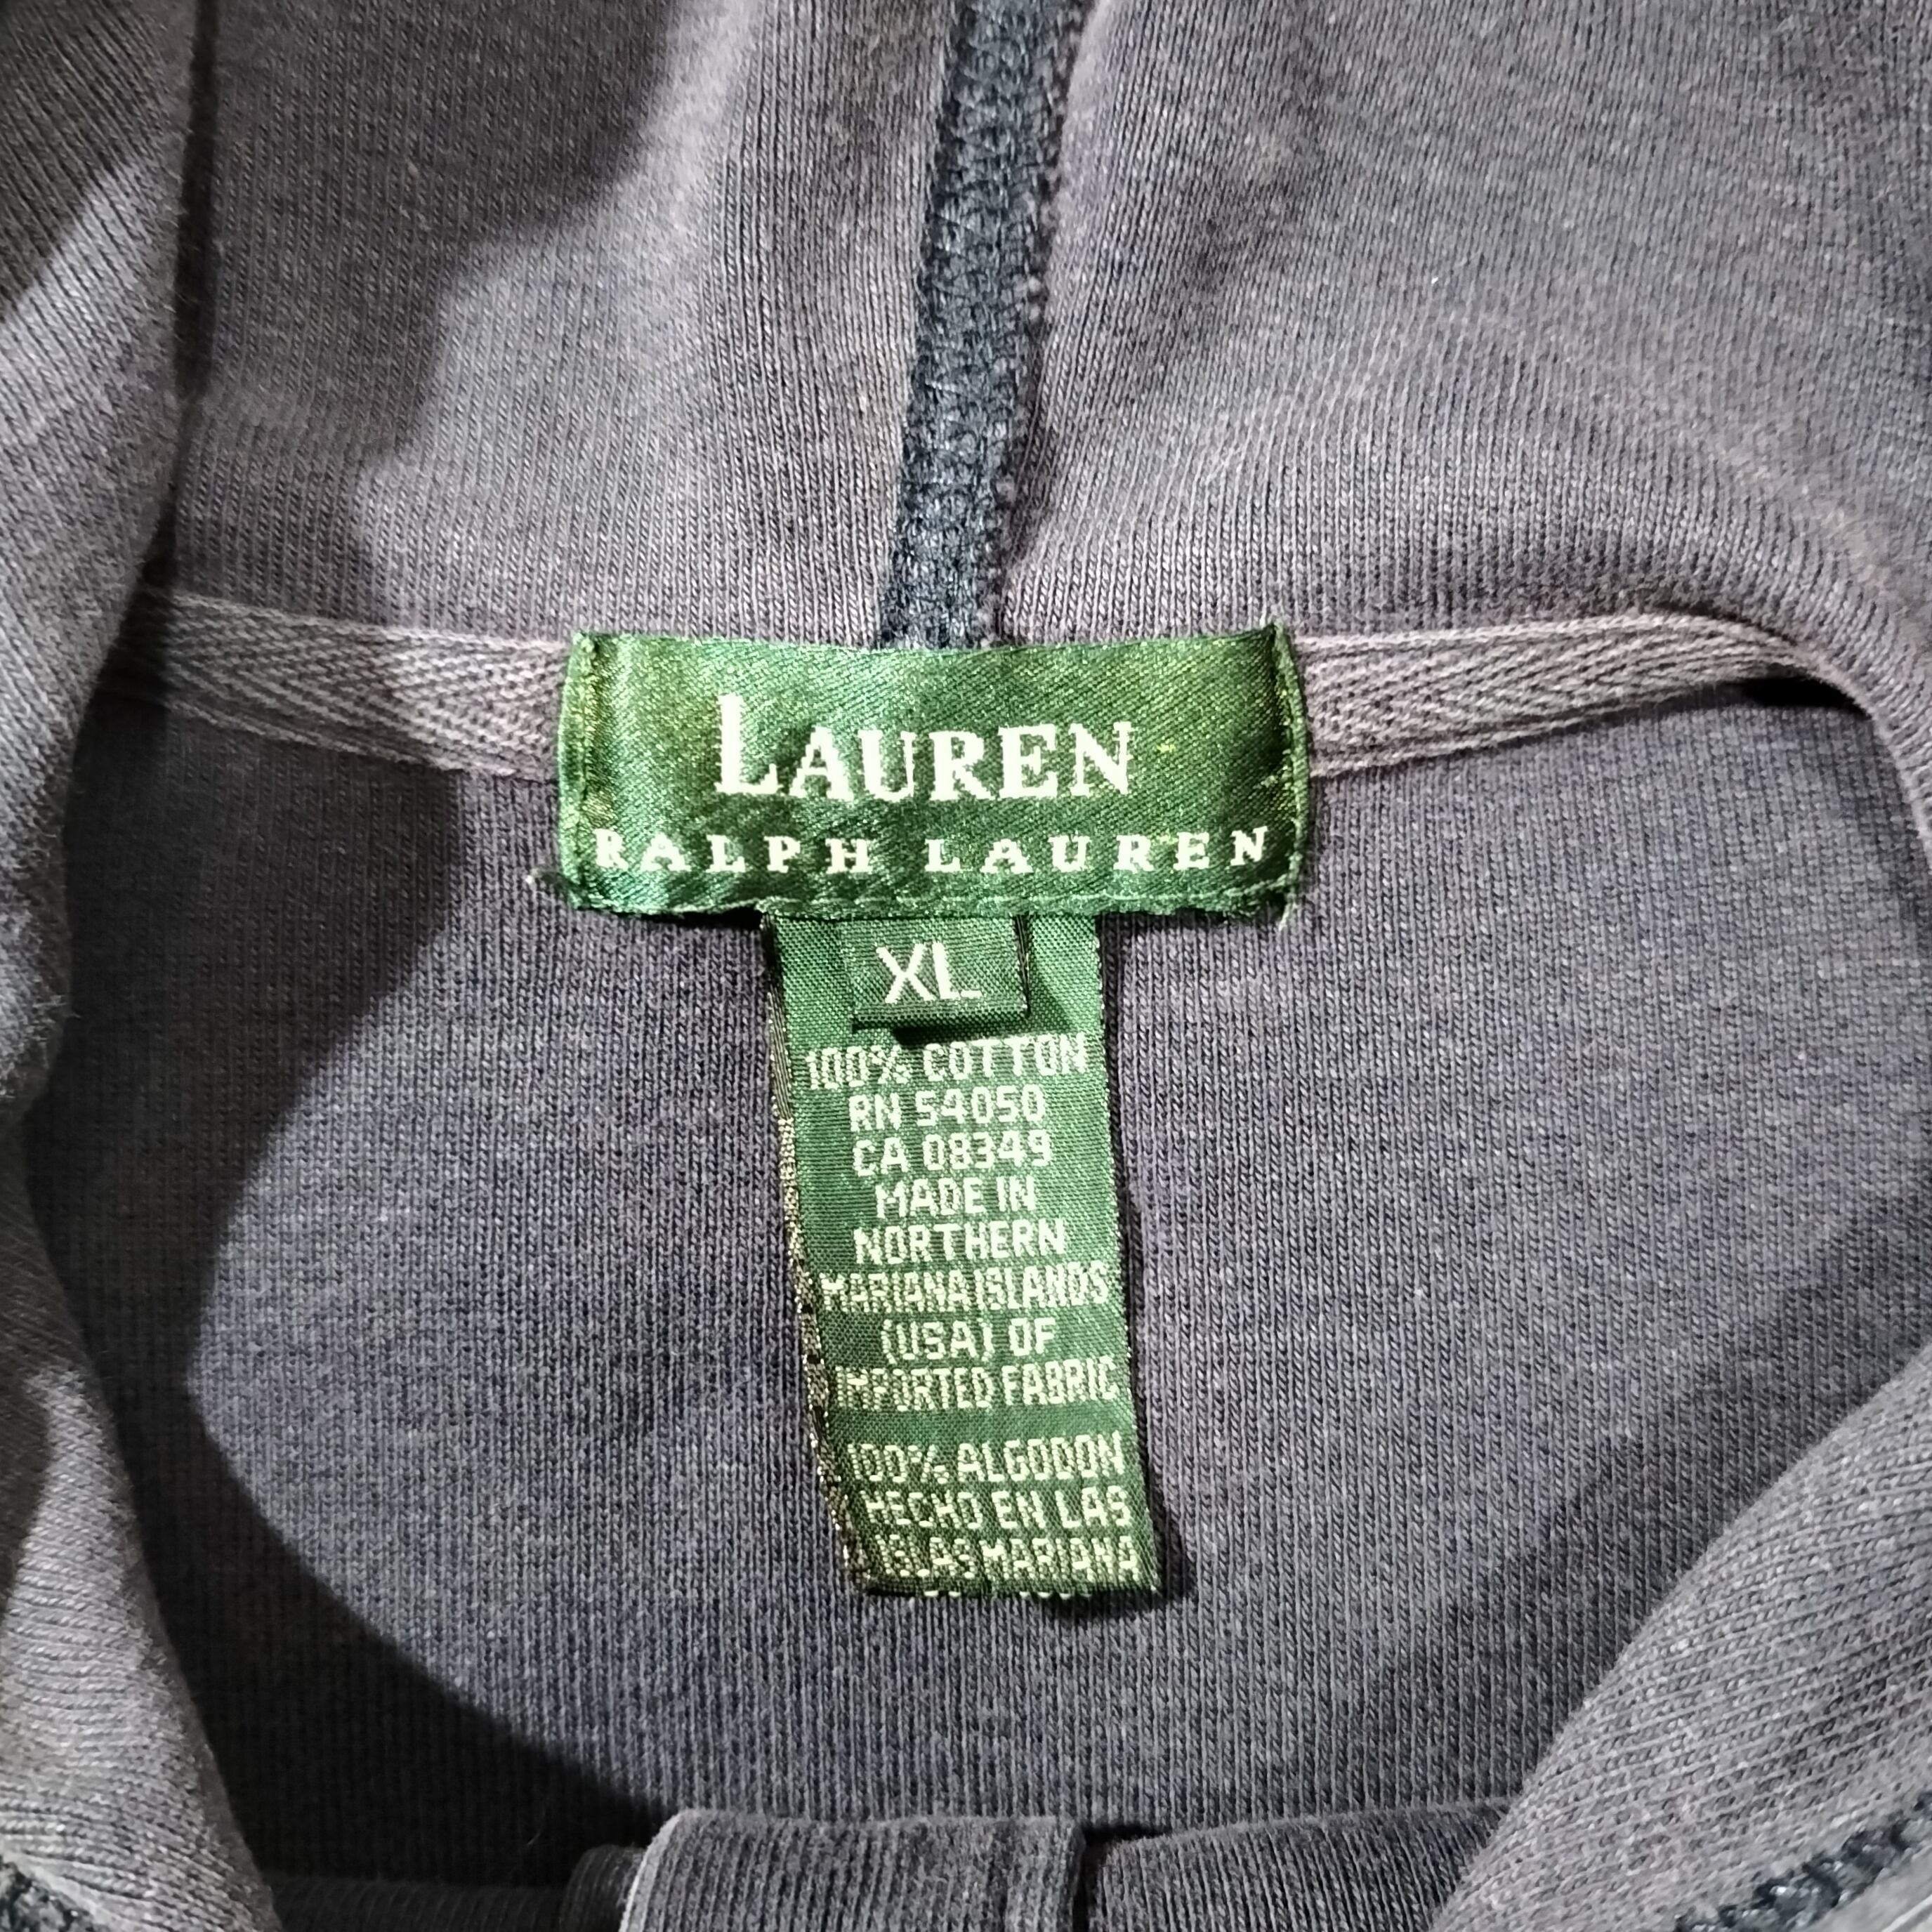 LAUREN
RALPH LAUREN
XL
100% COTTON
RN 54050
CA 08349
MADE IN
NORTHERN
MARIANA ISLANDS
(USA) OF
IMPORTED FABRIC
100% ALGODON
HECHO EN LAS
ISLAS MARIANA